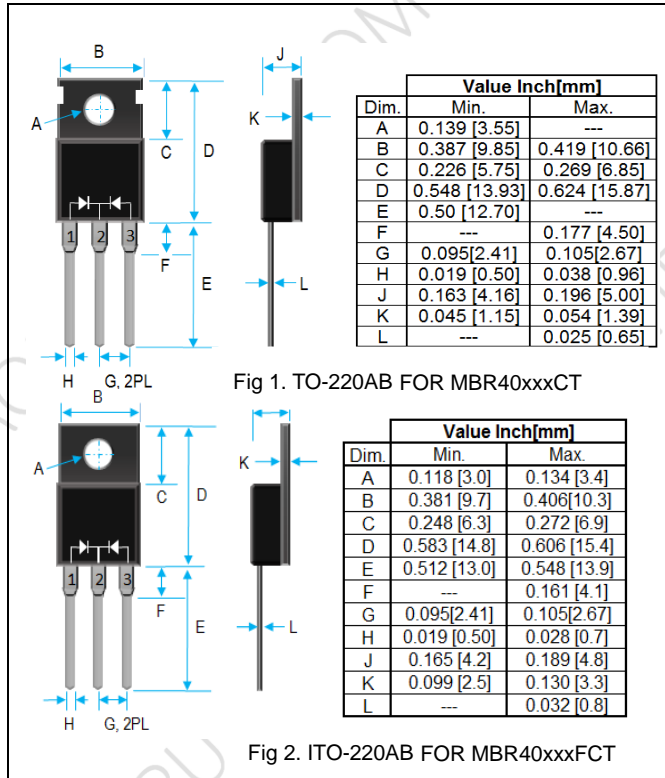 B
J
A
K
C
D
1 2 3
F
E
L
H G, 2PL
Value Inch[mm]
Dim. Min. Max.
A 0.139 [3.55] ---
B 0.387 [9.85] 0.419 [10.66]
C 0.226 [5.75] 0.269 [6.85]
D 0.548 [13.93] 0.624 [15.87]
E 0.50 [12.70] ---
F --- 0.177 [4.50]
G 0.095[2.41] 0.105[2.67]
H 0.019 [0.50] 0.038 [0.96]
J 0.163 [4.16] 0.196 [5.00]
K 0.045 [1.15] 0.054 [1.39]
L --- 0.025 [0.65]
Fig 1. TO-220AB FOR MBR40xxxCT
B
A
K
C
D
1 2 3
F
E
L
H G, 2PL
Value Inch[mm]
Dim. Min. Max.
A 0.118 [3.0] 0.134 [3.4]
B 0.381 [9.7] 0.406[10.3]
C 0.248 [6.3] 0.272 [6.9]
D 0.583 [14.8] 0.606 [15.4]
E 0.512 [13.0] 0.548 [13.9]
F --- 0.161 [4.1]
G 0.095[2.41] 0.105[2.67]
H 0.019 [0.50] 0.028 [0.7]
J 0.165 [4.2] 0.189 [4.8]
K 0.099 [2.5] 0.130 [3.3]
L --- 0.032 [0.8]
Fig 2. ITO-220AB FOR MBR40xxxFCT